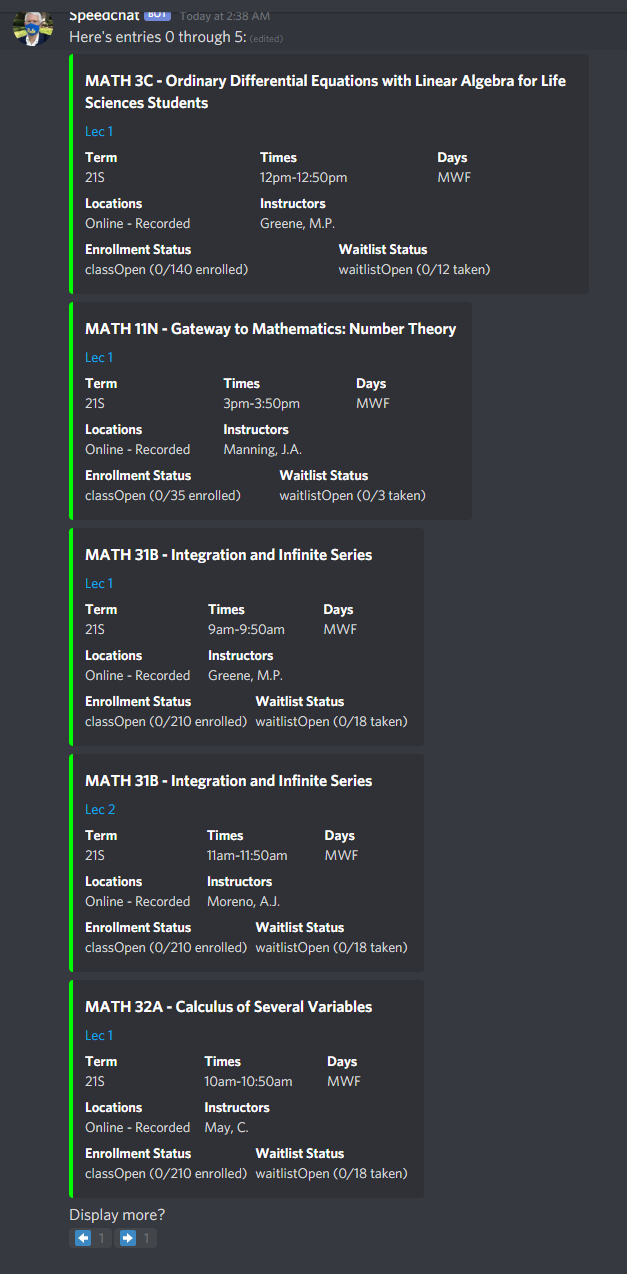 Speedchat BOT Today at 2:38 AM
Here's entries 0 through 5: (edited)
MATH 3C - Ordinary Differential Equations with Linear Algebra for Life
Sciences Students
Lec 1
Term Times Days
21S 12pm-12:50pm MWF
Locations Instructors
Online - Recorded Greene, M.P.
Enrollment Status Waitlist Status
classOpen (0/140 enrolled) waitlistOpen (0/12 taken)
MATH 11N - Gateway to Mathematics: Number Theory
Lec 1
Term Times Days
21S 3pm-3:50pm MWF
Locations Instructors
Online - Recorded Manning, J.A.
Enrollment Status Waitlist Status
classOpen (0/35 enrolled) waitlistOpen (0/3 taken)
MATH 31B - Integration and Infinite Series
Lec 1
Term Times Days
21S 9am-9:50am MWF
Locations Instructors
Online - Recorded Greene, M.P.
Enrollment Status Waitlist Status
classOpen (0/210 enrolled) waitlistOpen (0/18 taken)
MATH 31B - Integration and Infinite Series
Lec 2
Term Times Days
21S 11am-11:50am MWF
Locations Instructors
Online - Recorded Moreno, A.J.
Enrollment Status Waitlist Status
classOpen (0/210 enrolled) waitlistOpen (0/18 taken)
MATH 32A - Calculus of Several Variables
Lec 1
Term Times Days
21S 10am-10:50am MWF
Locations Instructors
Online - Recorded May, C.
Enrollment Status Waitlist Status
classOpen (0/210 enrolled) waitlistOpen (0/18 taken)
Display more?
1 1